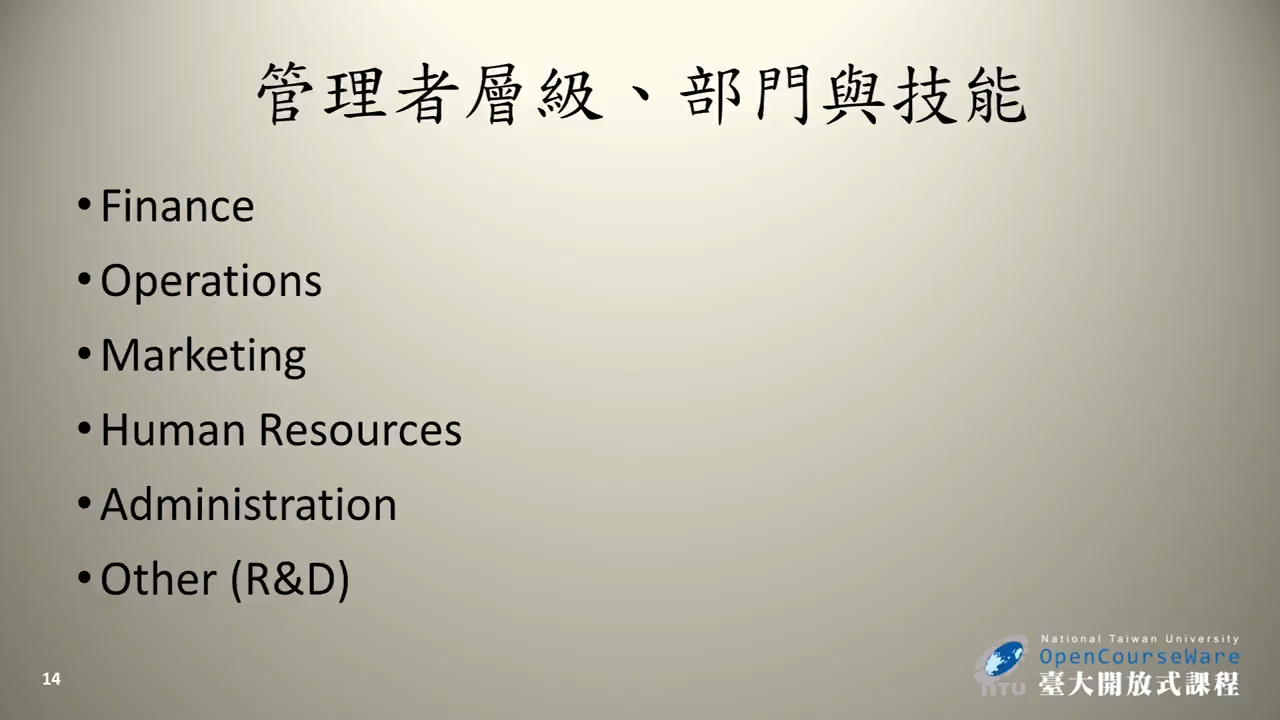 管理者層級、部門與技能
•Finance
•Operations
•Marketing
•Human Resources
•Administration
•Other (R&D)
14
National Taiwan University
OpenCourseWare
NTU 臺大開放式課程